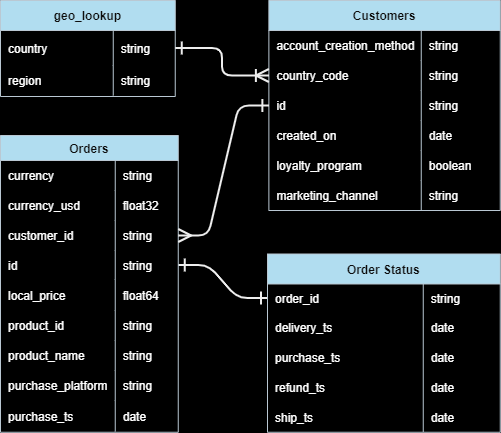 geo_lookup
country string
region string
Customers
account_creation_method string
country_code string
id string
created_on date
loyalty_program boolean
marketing_channel string
Orders
currency string
currency_usd float32
customer_id string
id string
local_price float64
product_id string
product_name string
purchase_platform string
purchase_ts date
Order Status
order_id string
delivery_ts date
purchase_ts date
refund_ts date
ship_ts date